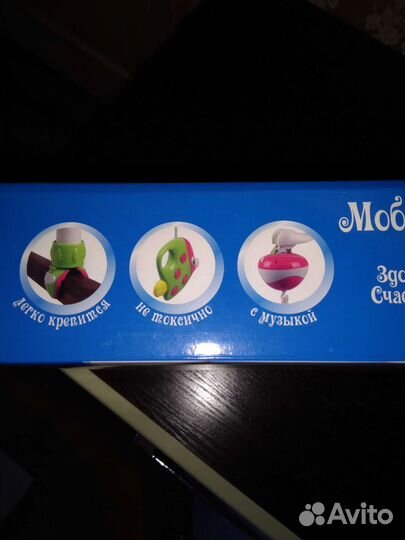 Моб
Здо
Счас
легко крепится
не токсично
с музыкой
Avito